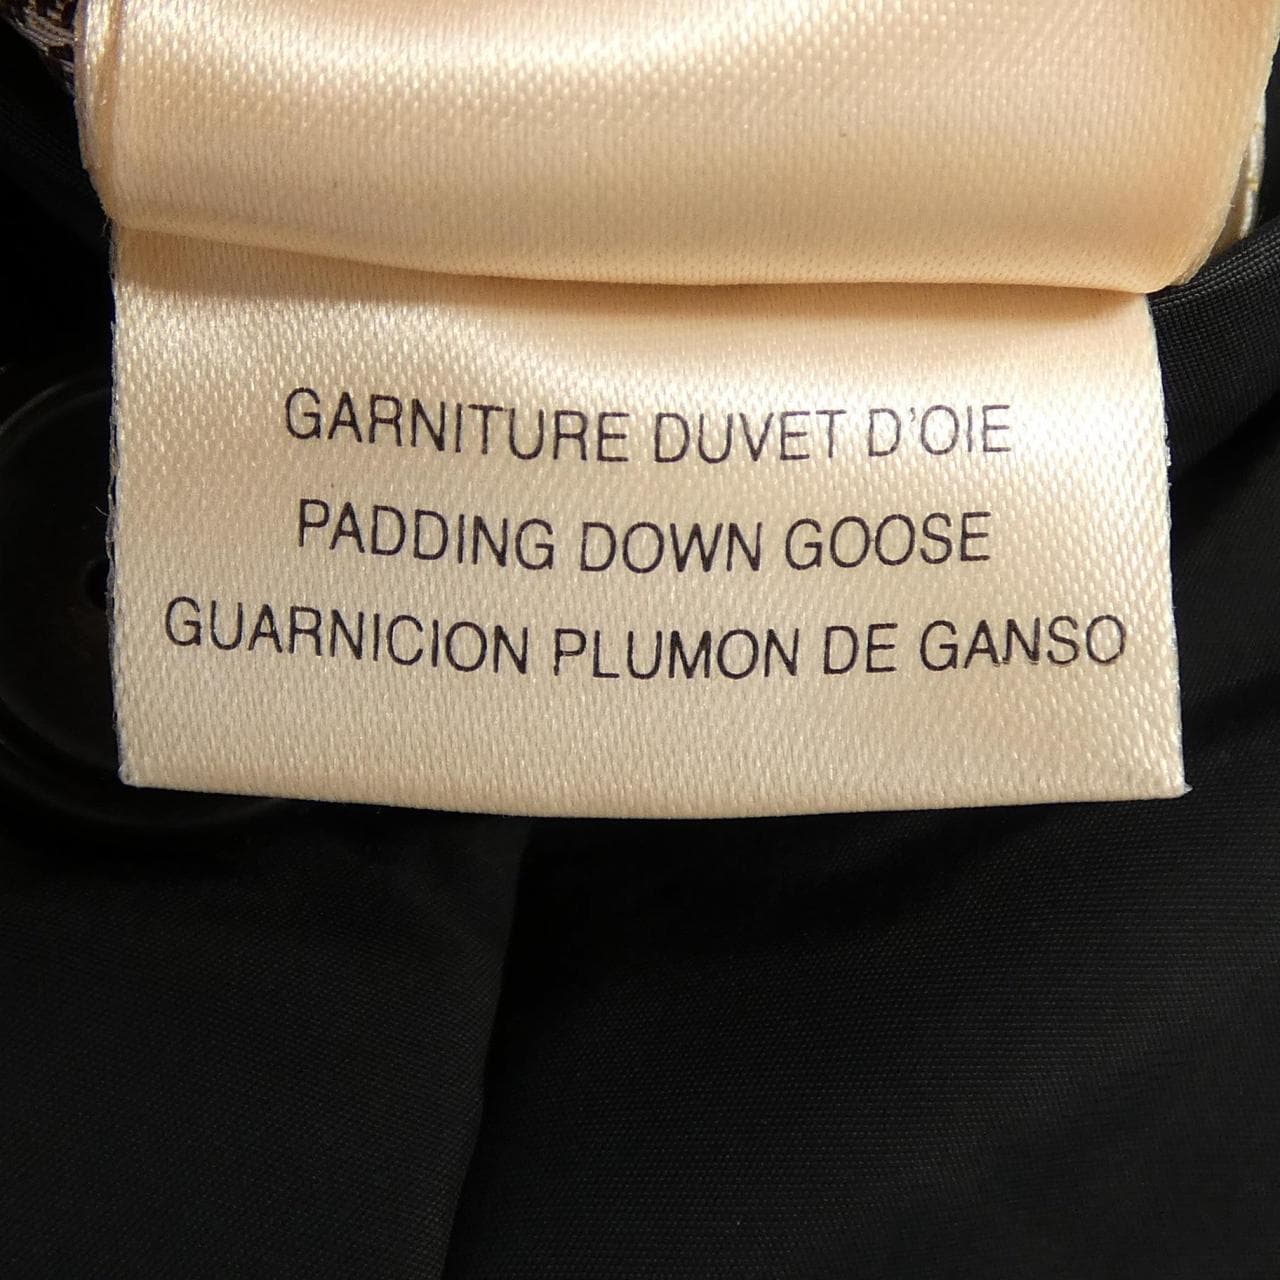 GARNITURE DUVET D'OIE
PADDING DOWN GOOSE
GUARNICION PLUMON DE GANSO